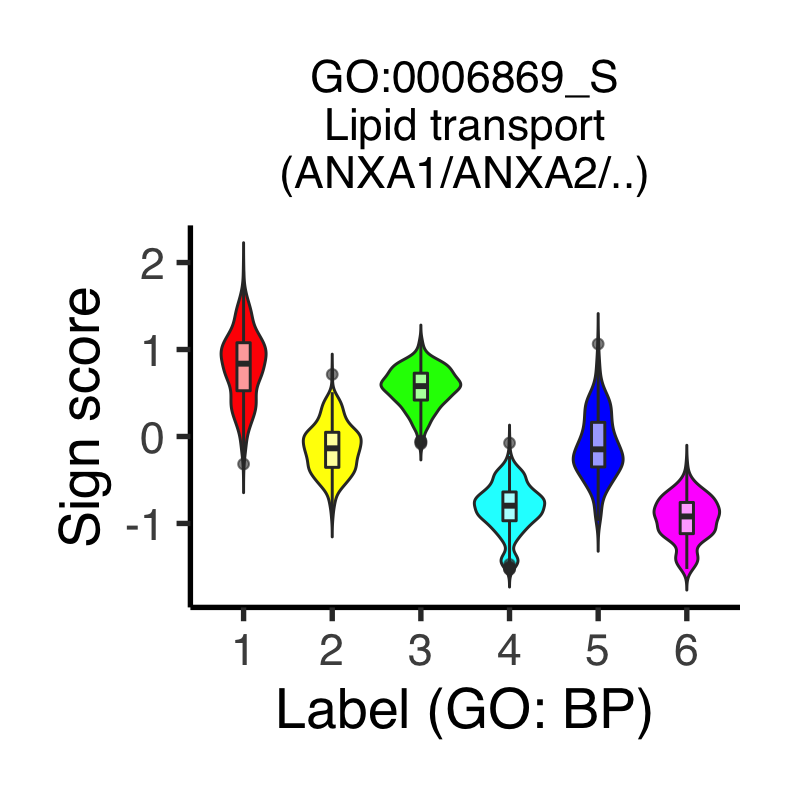 GO:0006869_S
Lipid transport
(ANXA1/ANXA2/..)
Sign score
2
1
0
-1
1 2 3 4 5 6
Label (GO: BP)